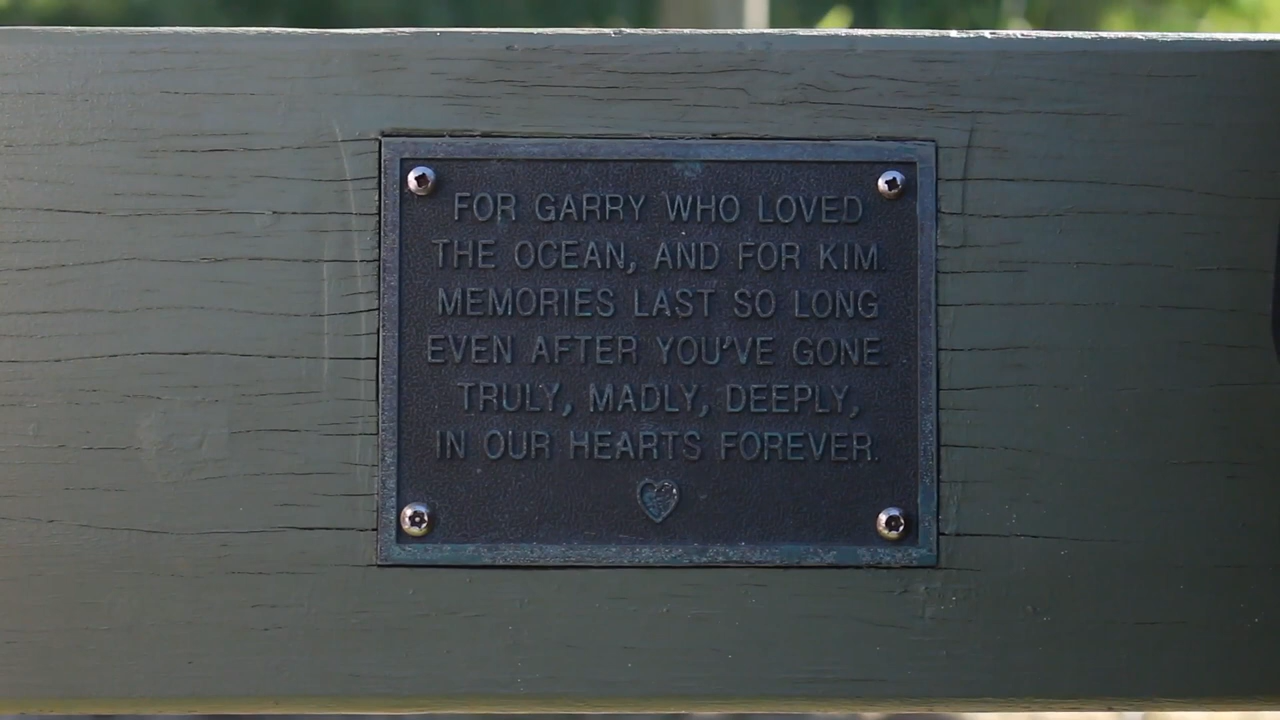 FOR GARRY WHO LOVED
THE OCEAN, AND FOR KIM.
MEMORIES LAST SO LONG
EVEN AFTER YOU'VE GONE.
TRULY, MADLY, DEEPLY,
IN OUR HEARTS FOREVER.